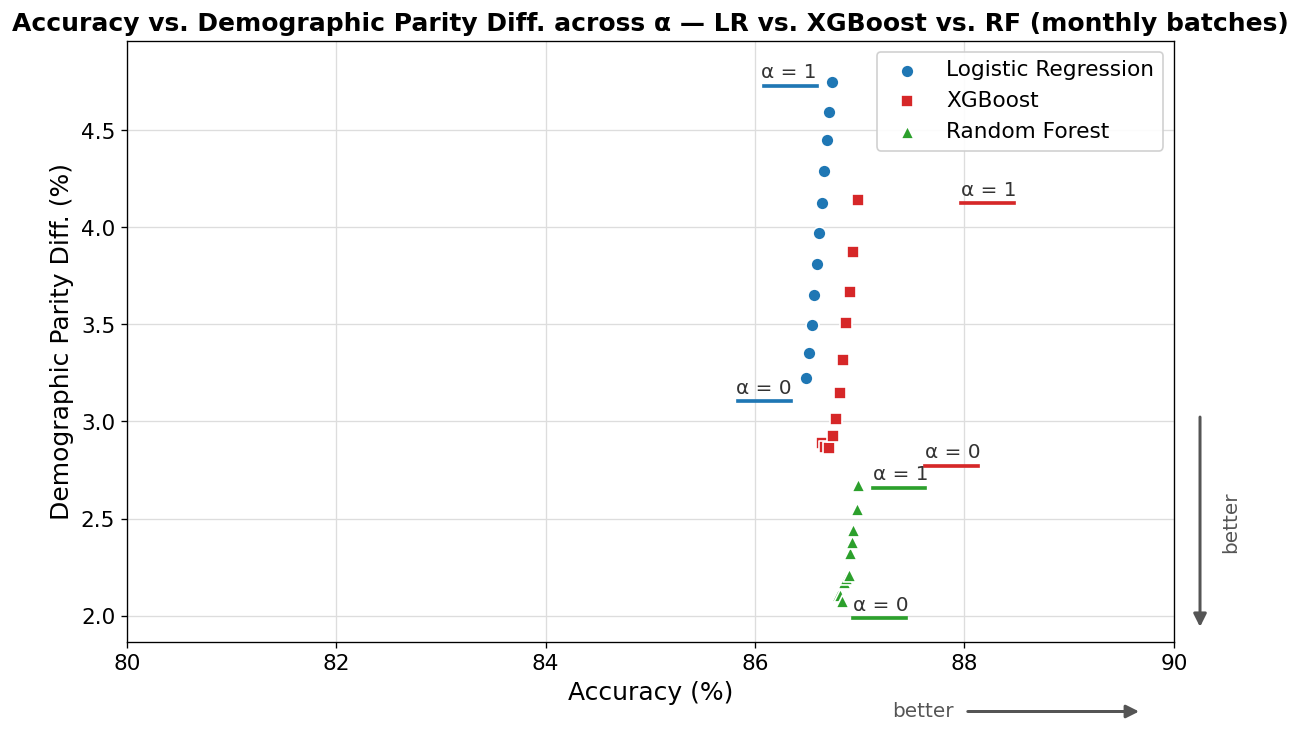 Accuracy vs. Demographic Parity Diff. across α — LR vs. XGBoost vs. RF (monthly batches)
Logistic Regression
XGBoost
Random Forest
α = 1
α = 1
α = 0
α = 0
α = 1
α = 0
Demographic Parity Diff. (%)
4.5
4.0
3.5
3.0
2.5
2.0
80
82
84
86
88
90
Accuracy (%)
better
better